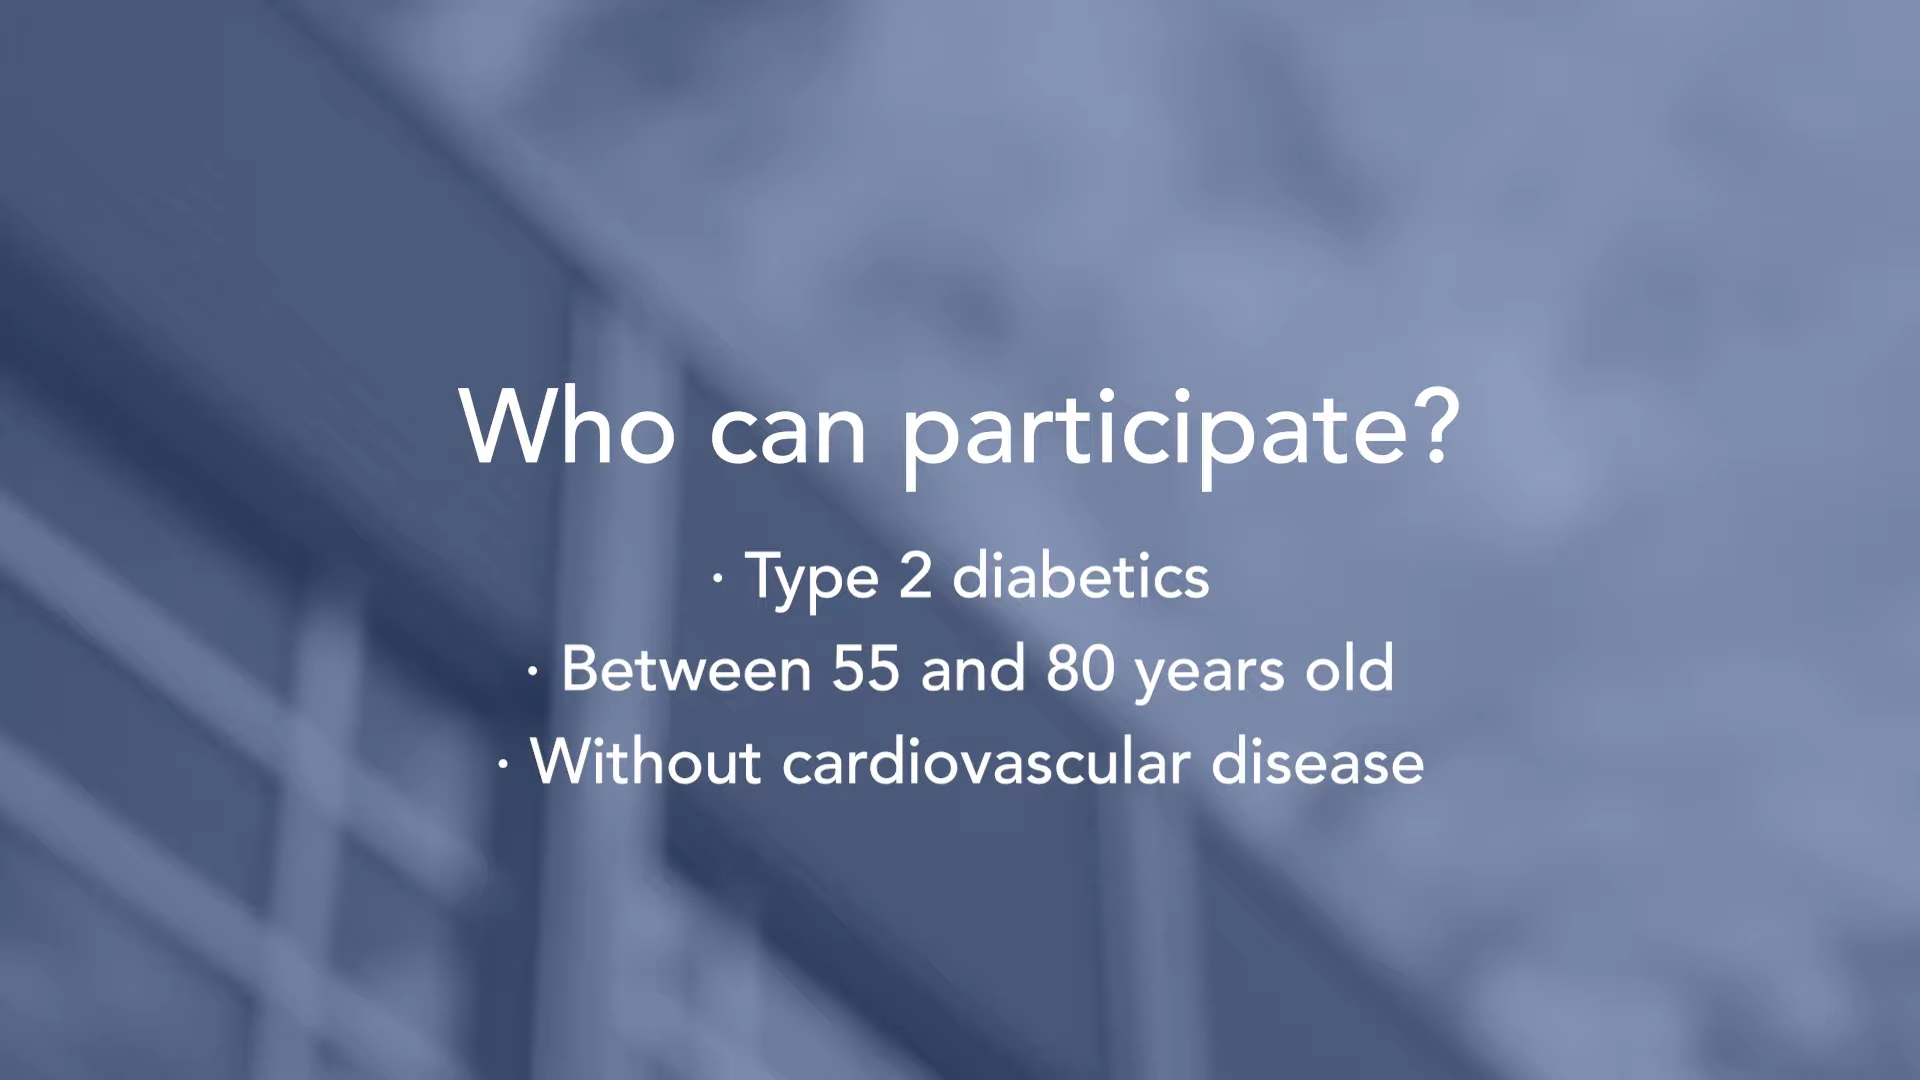 Who can participate?
· Type 2 diabetics
· Between 55 and 80 years old
· Without cardiovascular disease